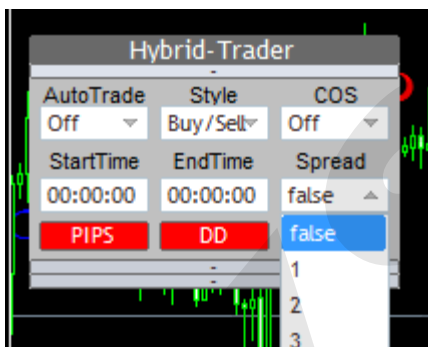 Hybrid-Trader
-
AutoTrade Style COS
Off Buy/Sell Off
StartTime EndTime Spread
00:00:00 00:00:00 false
PIPS DD false
- 1
- 2
3